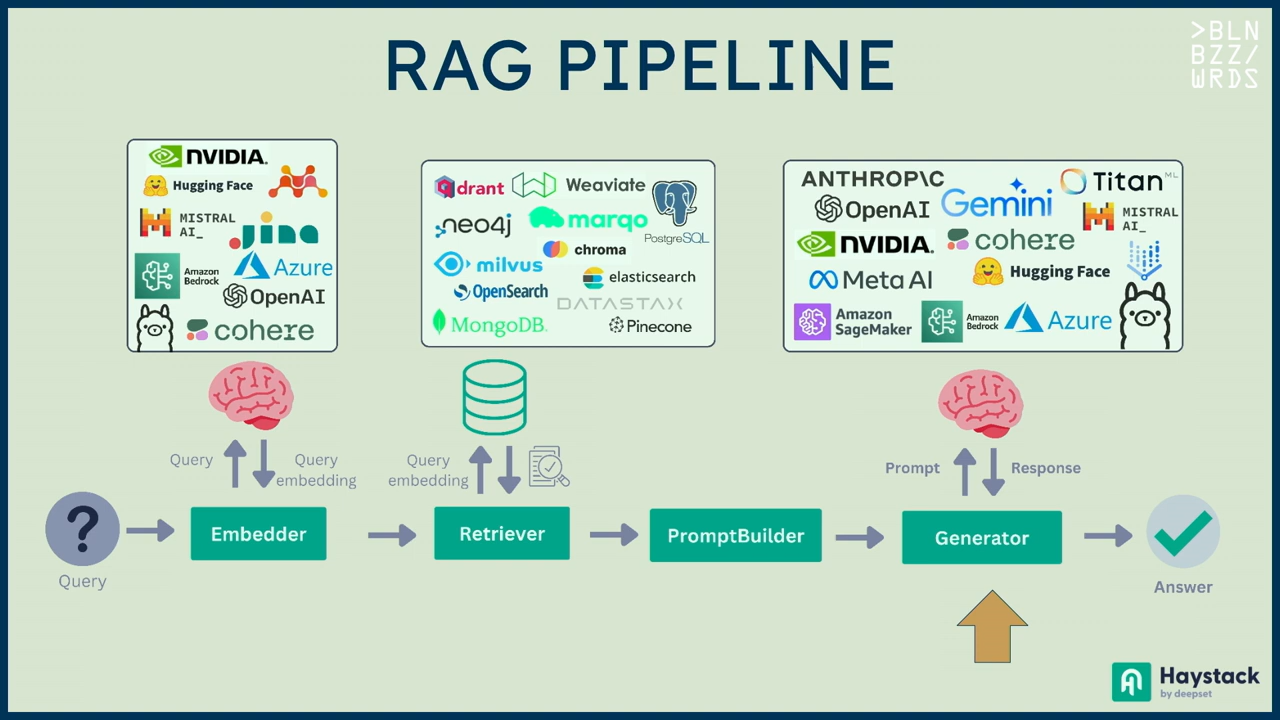 >BLN
BZZ/
WRDS
RAG PIPELINE
NVIDIA.
Hugging Face
MISTRAL
AI_
Jina
Amazon
Bedrock
Azure
OpenAI
cohere
qdrant
Weaviate
neo4j
marqo
PostgreSQL
chroma
milvus
elasticsearch
OpenSearch
DATASTAX
MongoDB.
Pinecone
ANTHROP\C
Gemini
TitanML
OpenAI
MISTRAL
AI_
NVIDIA.
cohere
Meta AI
Hugging Face
Amazon
SageMaker
Amazon
Bedrock
Azure
Query
Query
embedding
Query
embedding
Prompt
Response
?
Embedder
Retriever
PromptBuilder
Generator
Query
Answer
Haystack
by deepset